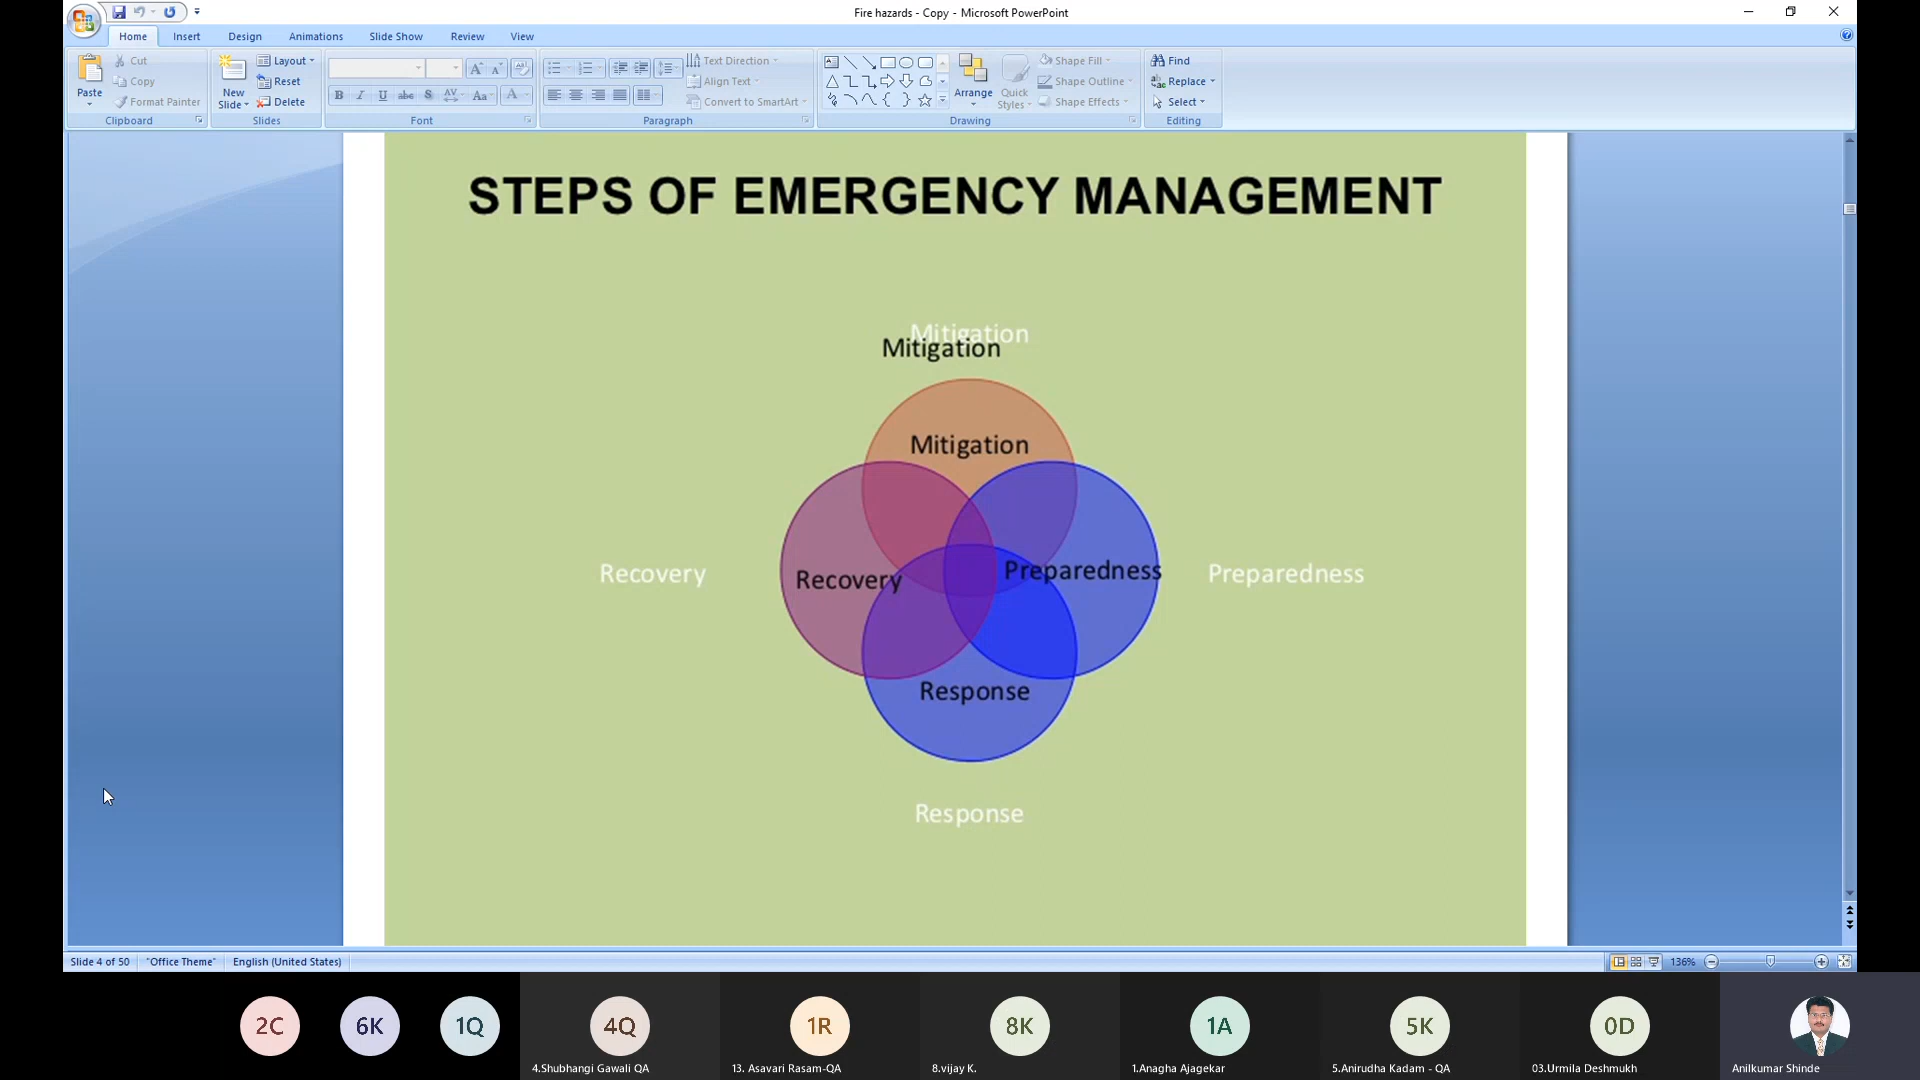 Fire hazards - Copy - Microsoft PowerPoint
Home Insert Design Animations Slide Show Review View
Paste
Cut
Copy
Format Painter
Clipboard
New Slide
Layout
Reset
Delete
Slides
B I U abc S AV Aa A
Font
Text Direction
Align Text
Convert to SmartArt
Paragraph
Arrange
Quick Styles
Shape Fill
Shape Outline
Shape Effects
Drawing
Find
Replace
Select
Editing
STEPS OF EMERGENCY MANAGEMENT
Mitigation
Mitigation
Mitigation
Recovery
Recovery
Preparedness
Preparedness
Response
Response
Slide 4 of 50 "Office Theme" English (United States) 136%
2C 6K 1Q 4Q 1R 8K 1A 5K 0D
4.Shubhangi Gawali QA 13. Asavari Rasam-QA 8.vijay K. 1.Anagha Ajagekar 5.Anirudha Kadam - QA 03.Urmila Deshmukh Anilkumar Shinde